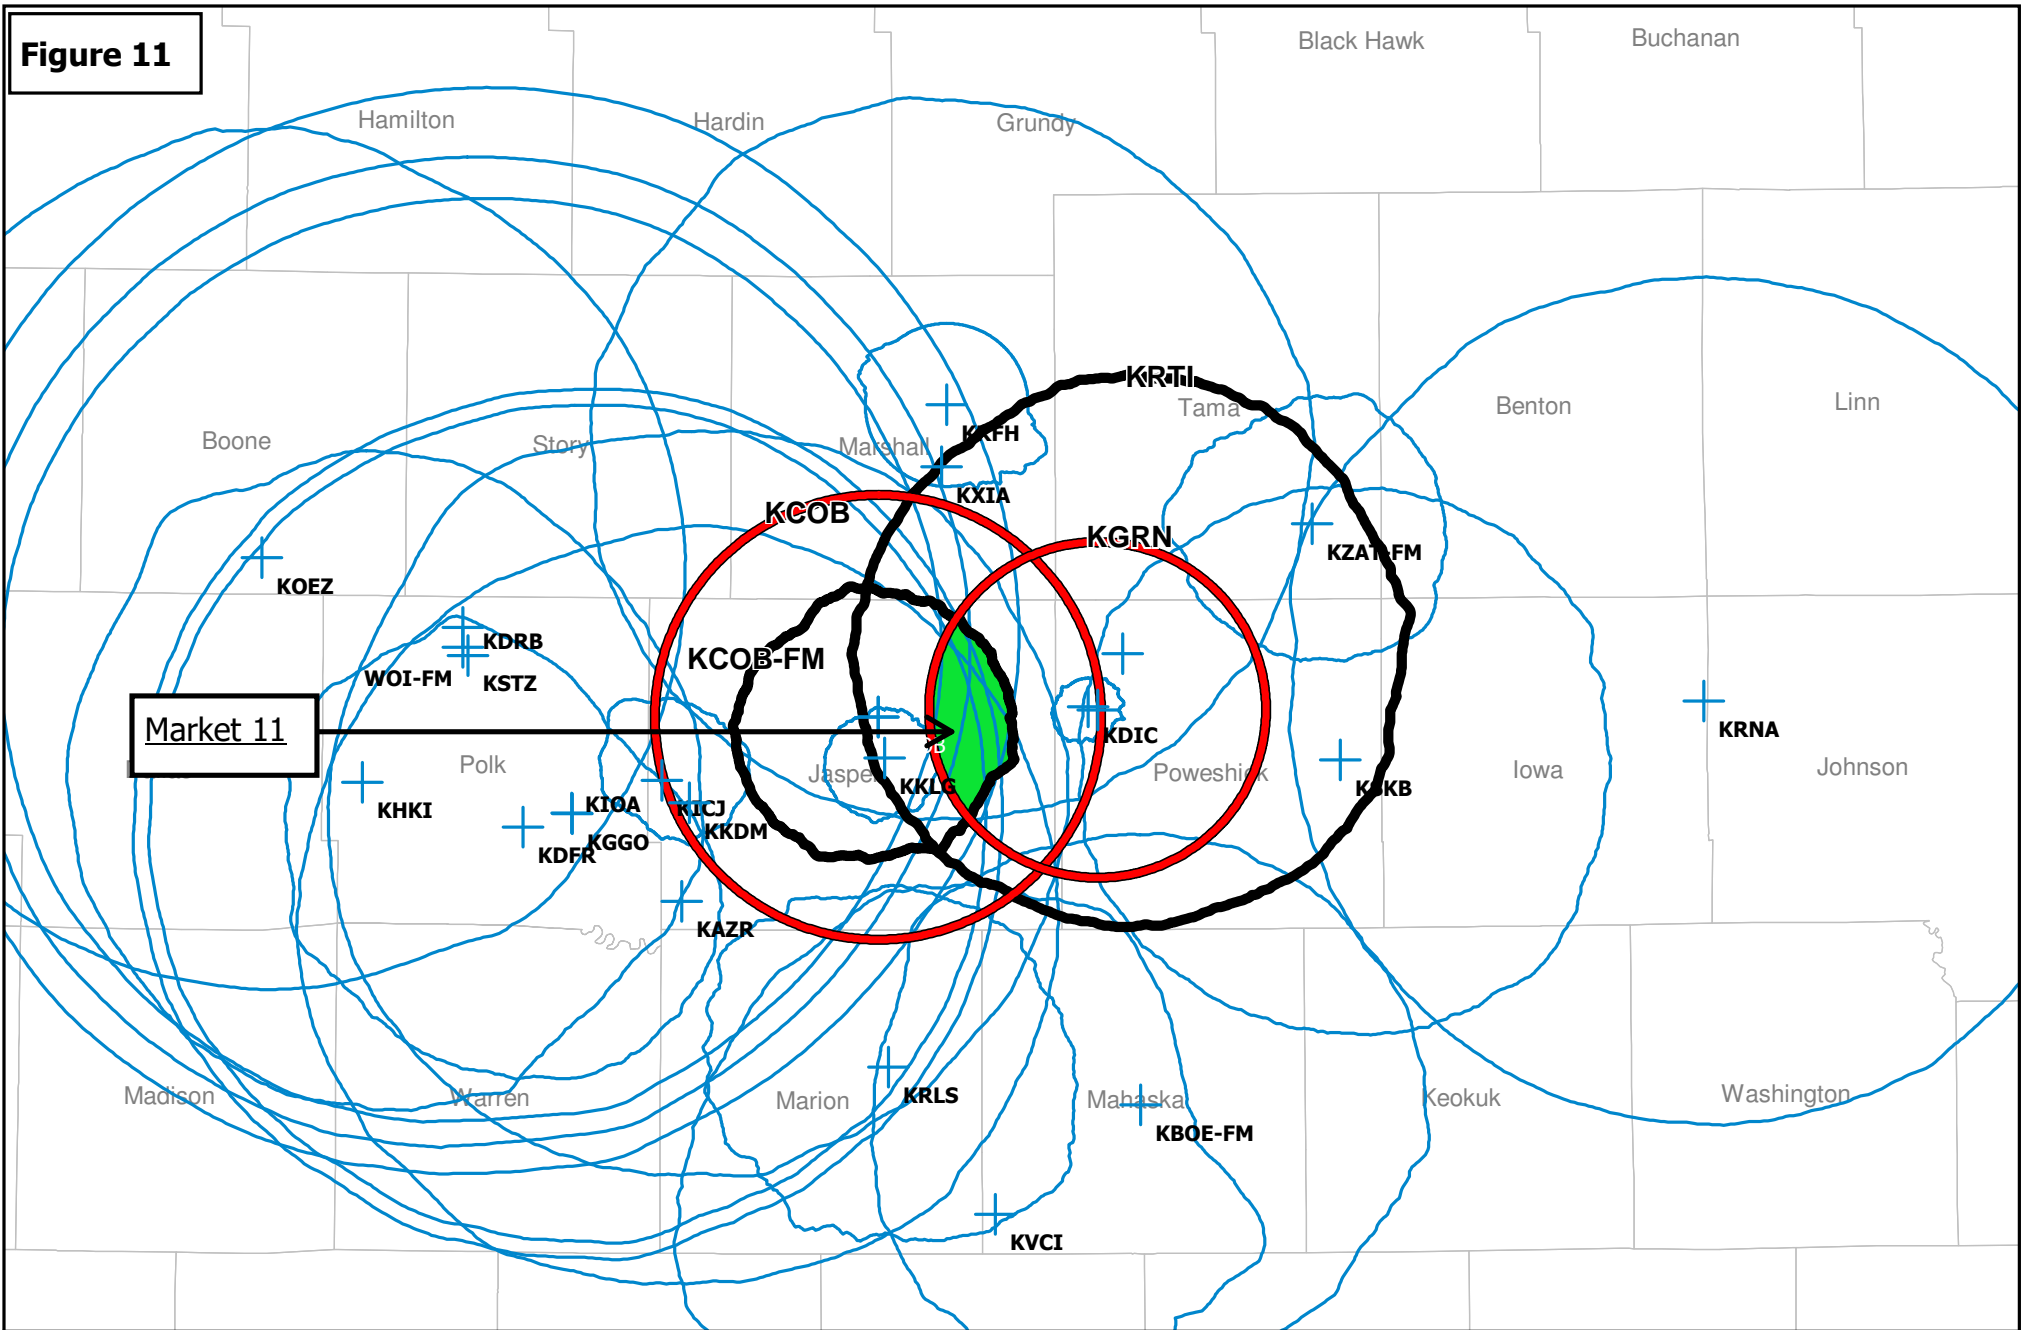 Figure 11
Black Hawk
Buchanan
Hamilton
Hardin
Grundy
KRTI
Tama
Benton
Linn
Boone
Story
Marshall
KRFH
KXIA
KCOB
KGRN
KZAT-FM
KOEZ
KDRB
WOI-FM
KSTZ
KCOB-FM
Market 11
KDIC
KRNA
Polk
Jasper
Poweshiek
Iowa
Johnson
KKLG
KSKB
KHKI
KIOA
KICJ
KKDM
KGGO
KDFR
KAZR
Madison
Warren
Marion
KRLS
Mahaska
Keokuk
Washington
KBOE-FM
KVCI